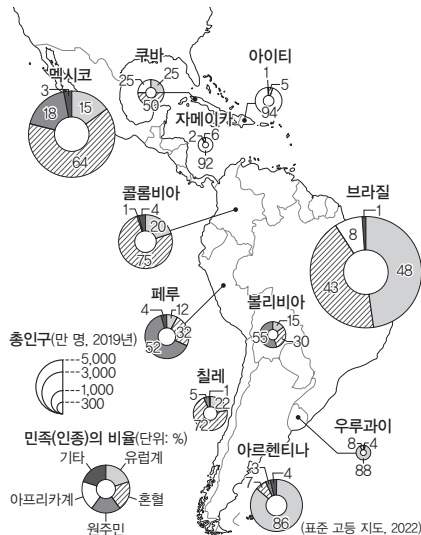 쿠바
25
25
50
아이티
1
5
94
멕시코
3
15
18
64
자메이카
2
6
92
콜롬비아
1
4
20
75
브라질
1
8
43
48
페루
4
12
32
52
볼리비아
15
55
30
총인구(만 명, 2019년)
5,000
3,000
1,000
300
칠레
5
1
22
72
우루과이
8
4
88
민족(인종)의 비율(단위: %)
기타
유럽계
아프리카계
혼혈
원주민
아르헨티나
3
4
7
86
(표준 고등 지도, 2022)